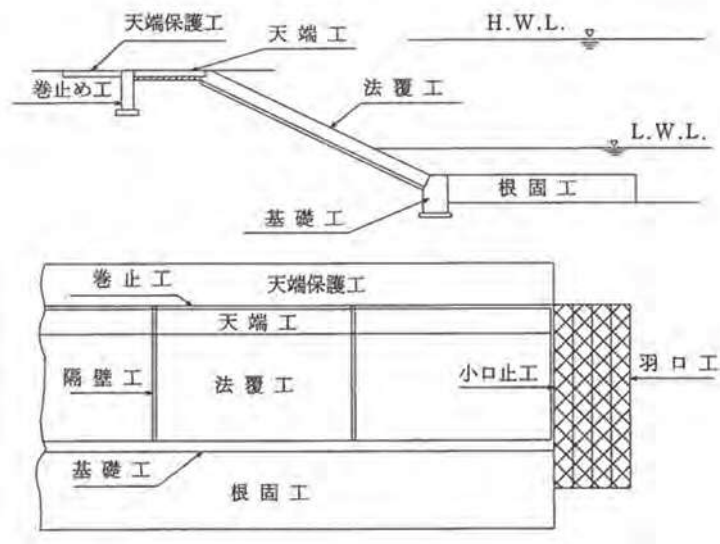 天端保護工
天端工
H.W.L.
巻止め工
法覆工
L.W.L.
根固工
基礎工
巻止工
天端保護工
天端工
隔壁工
法覆工
小口止工
羽口工
基礎工
根固工